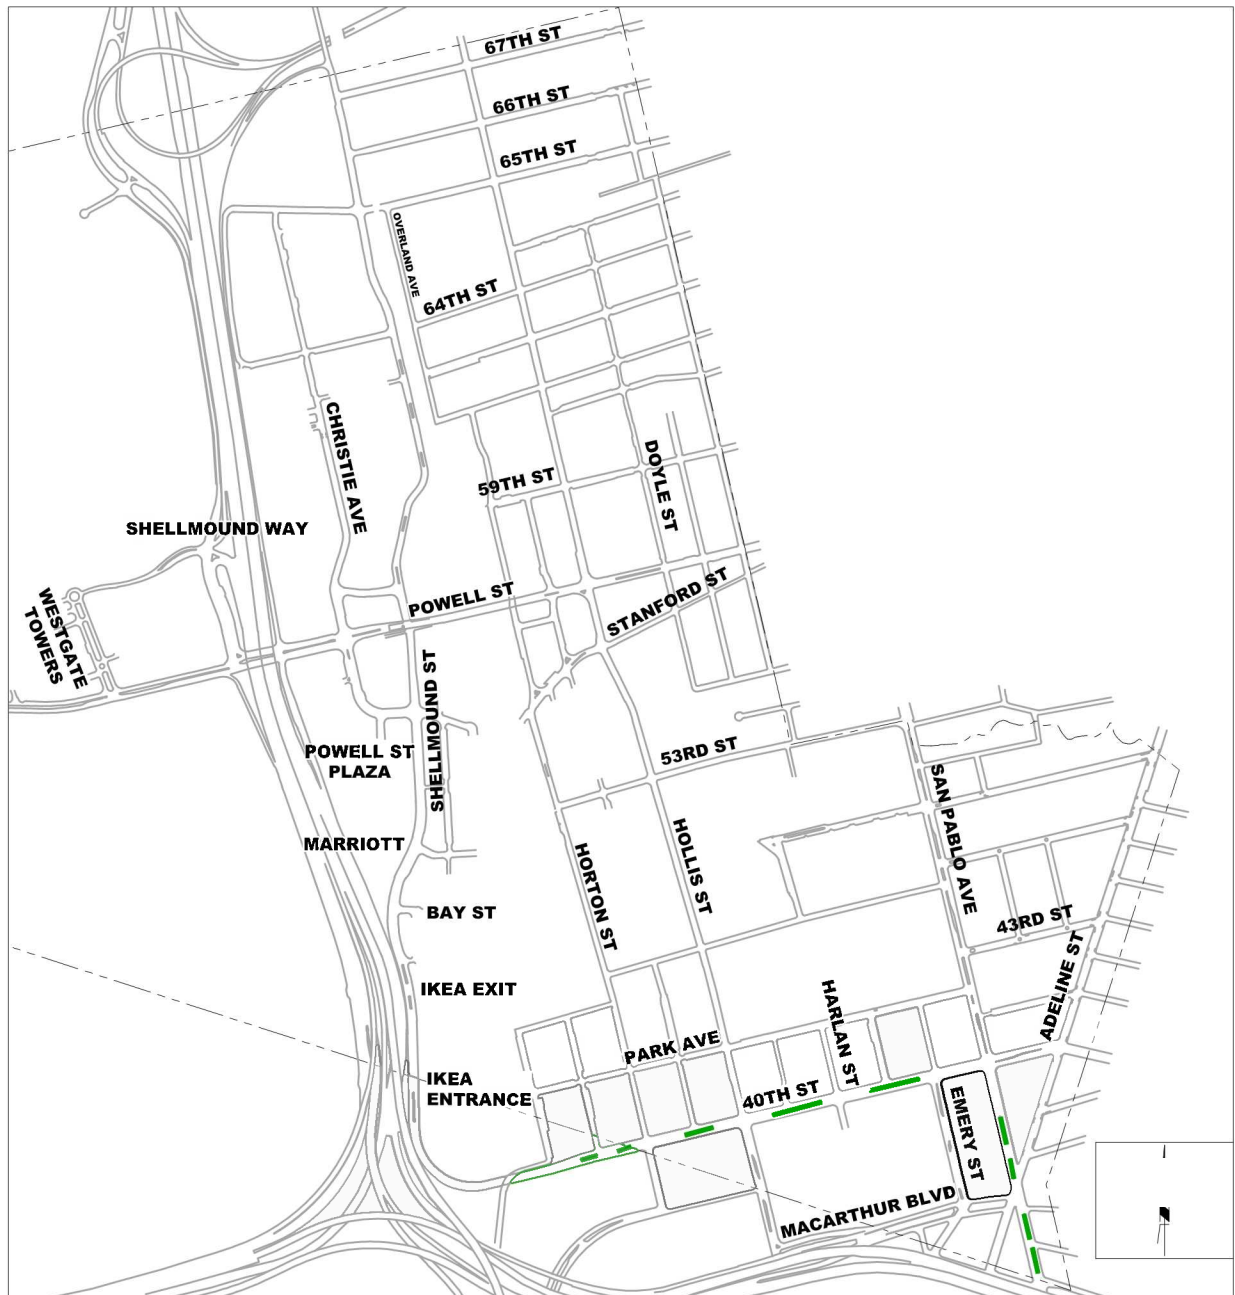 67TH ST
66TH ST
65TH ST
OVERLAND AVE
64TH ST
CHRISTIE AVE
DOYLE ST
59TH ST
SHELLMOUND WAY
POWELL ST
STANFORD ST
WESTGATE
TOWERS
SHELLMOUND ST
53RD ST
POWELL ST
PLAZA
SAN PABLO AVE
MARRIOTT
HOLLIS ST
HORTON ST
BAY ST
43RD ST
ADELINE ST
IKEA EXIT
HARLAN ST
PARK AVE
IKEA
ENTRANCE
40TH ST
EMERY ST
MACARTHUR BLVD